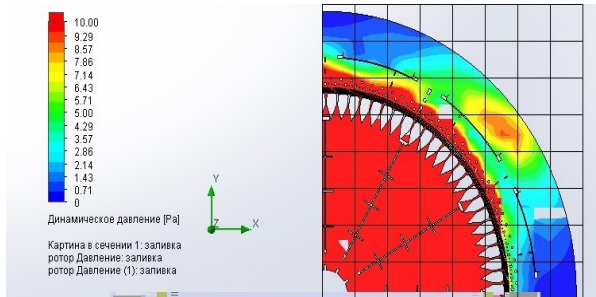 10.00
9.29
8.57
7.86
7.14
6.43
5.71
5.00
4.29
3.57
2.86
2.14
1.43
0.71
0
Динамическое давление [Pa]
Картина в сечении 1: заливка
ротор Давление: заливка
ротор Давление (1): заливка
Y
Z
X